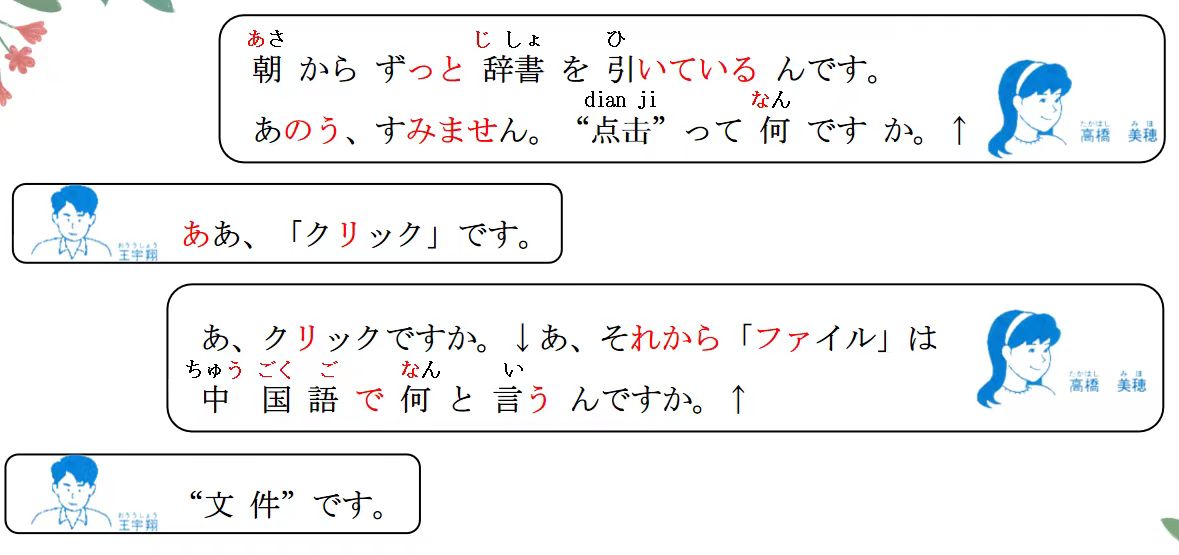 あさ じ しょ ひ
朝 から ずっと 辞書 を 引いている んです。
dian ji なん
あのう、すみません。 “点击”って 何 です か。↑
たかはし みほ
高橋 美穂
ああ、「クリック」です。
おううしょう
王宇翔
あ、クリックですか。↓あ、それから「ファイル」は
ちゅう ごく ご なん い
中 国 語 で 何 と 言う んですか。↑
たかはし みほ
高橋 美穂
“文 件”です。
おううしょう
王宇翔